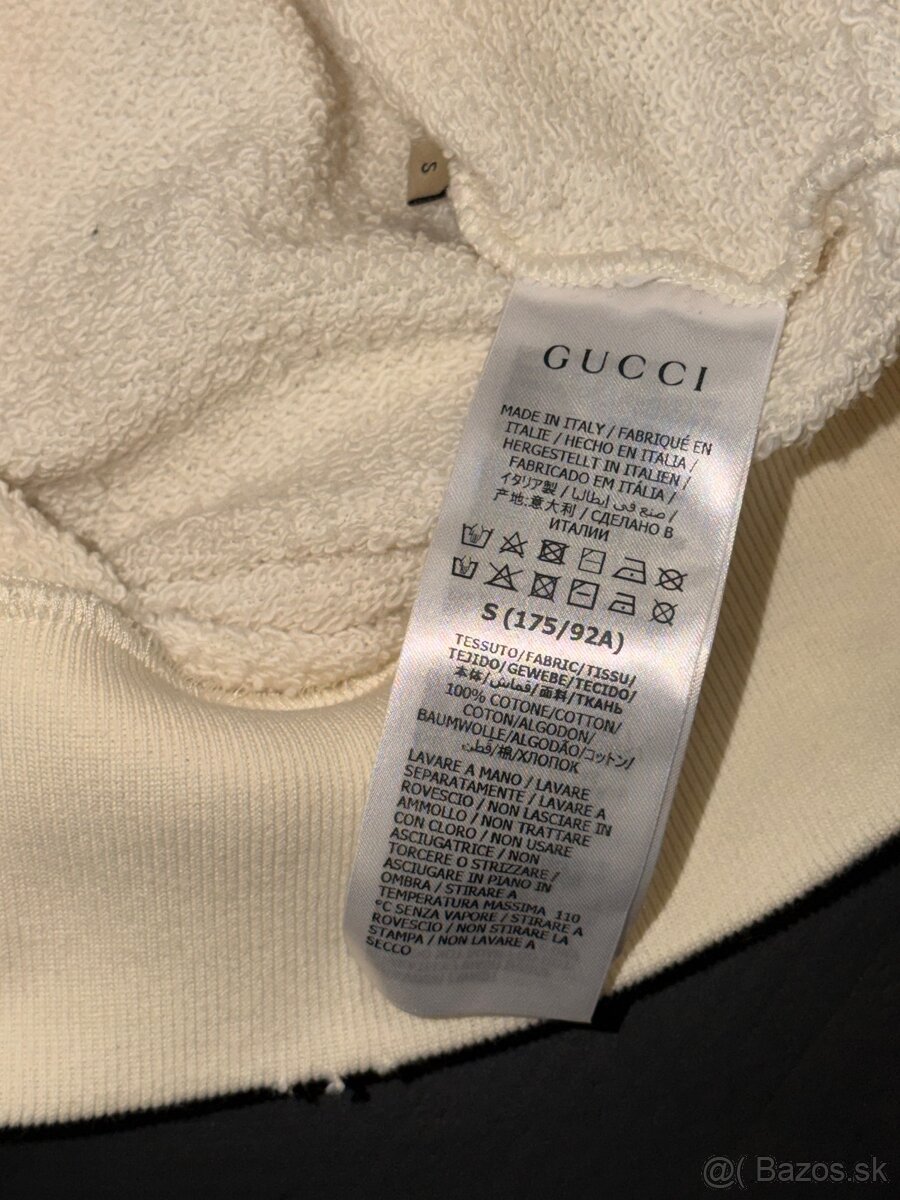 S
GUCCI
MADE IN ITALY / FABRIQUÉ EN
ITALIE / HECHO EN ITALIA /
HERGESTELLT IN ITALIEN /
FABRICADO EM ITÁLIA /
イタリア製 / صنع في إيطاليا /
产地:意大利 / СДЕЛАНО В
ИТАЛИИ
S (175/92A)
TESSUTO/FABRIC/TISSU/
TEJIDO/GEWEBE/TECIDO/
本体/قماش/面料/ТКАНЬ
100% COTONE/COTTON/
COTON/ALGODON/
BAUMWOLLE/ALGODÃO/コットン/
قطن/棉/ХЛОПОК
LAVARE A MANO / LAVARE
SEPARATAMENTE / LAVARE A
ROVESCIO / NON LASCIARE IN
AMMOLLO / NON TRATTARE
CON CLORO / NON USARE
ASCIUGATRICE / NON
TORCERE O STRIZZARE /
ASCIUGARE IN PIANO IN
OMBRA / STIRARE A
TEMPERATURA MASSIMA 110
°C SENZA VAPORE / STIRARE A
ROVESCIO / NON STIRARE LA
STAMPA / NON LAVARE A
SECCO
@( Bazos.sk